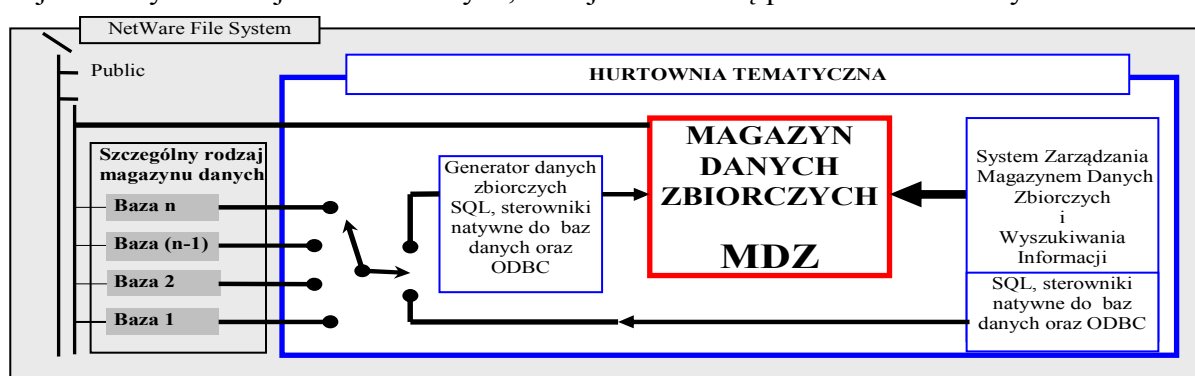 NetWare File System
Public
HURTOWNIA TEMATYCZNA
Szczególny rodzaj
magazynu danych
Baza n
Baza (n-1)
Baza 2
Baza 1
Generator danych
zbiorczych
SQL, sterowniki
natywne do baz
danych oraz
ODBC
MAGAZYN
DANYCH
ZBIORCZYCH
MDZ
System Zarządzania
Magazynem Danych
Zbiorczych
i
Wyszukiwania
Informacji
SQL, sterowniki
natywne do baz
danych oraz ODBC